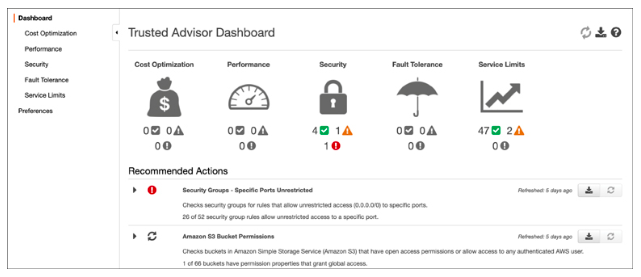 Dashboard
Cost Optimization
Performance
Security
Fault Tolerance
Service Limits
Preferences
Trusted Advisor Dashboard
Cost Optimization Performance Security Fault Tolerance Service Limits
$
0 0 0 0 4 1 0 0 47 2
0 0 1 0 0
Recommended Actions
Security Groups - Specific Ports Unrestricted Refreshed: 5 days ago
Checks security groups for rules that allow unrestricted access (0.0.0.0/0) to specific ports.
26 of 52 security group rules allow unrestricted access to a specific port.
Amazon S3 Bucket Permissions Refreshed: 5 days ago
Checks buckets in Amazon Simple Storage Service (Amazon S3) that have open access permissions or allow access to any authenticated AWS user.
1 of 66 buckets have permission properties that grant global access.